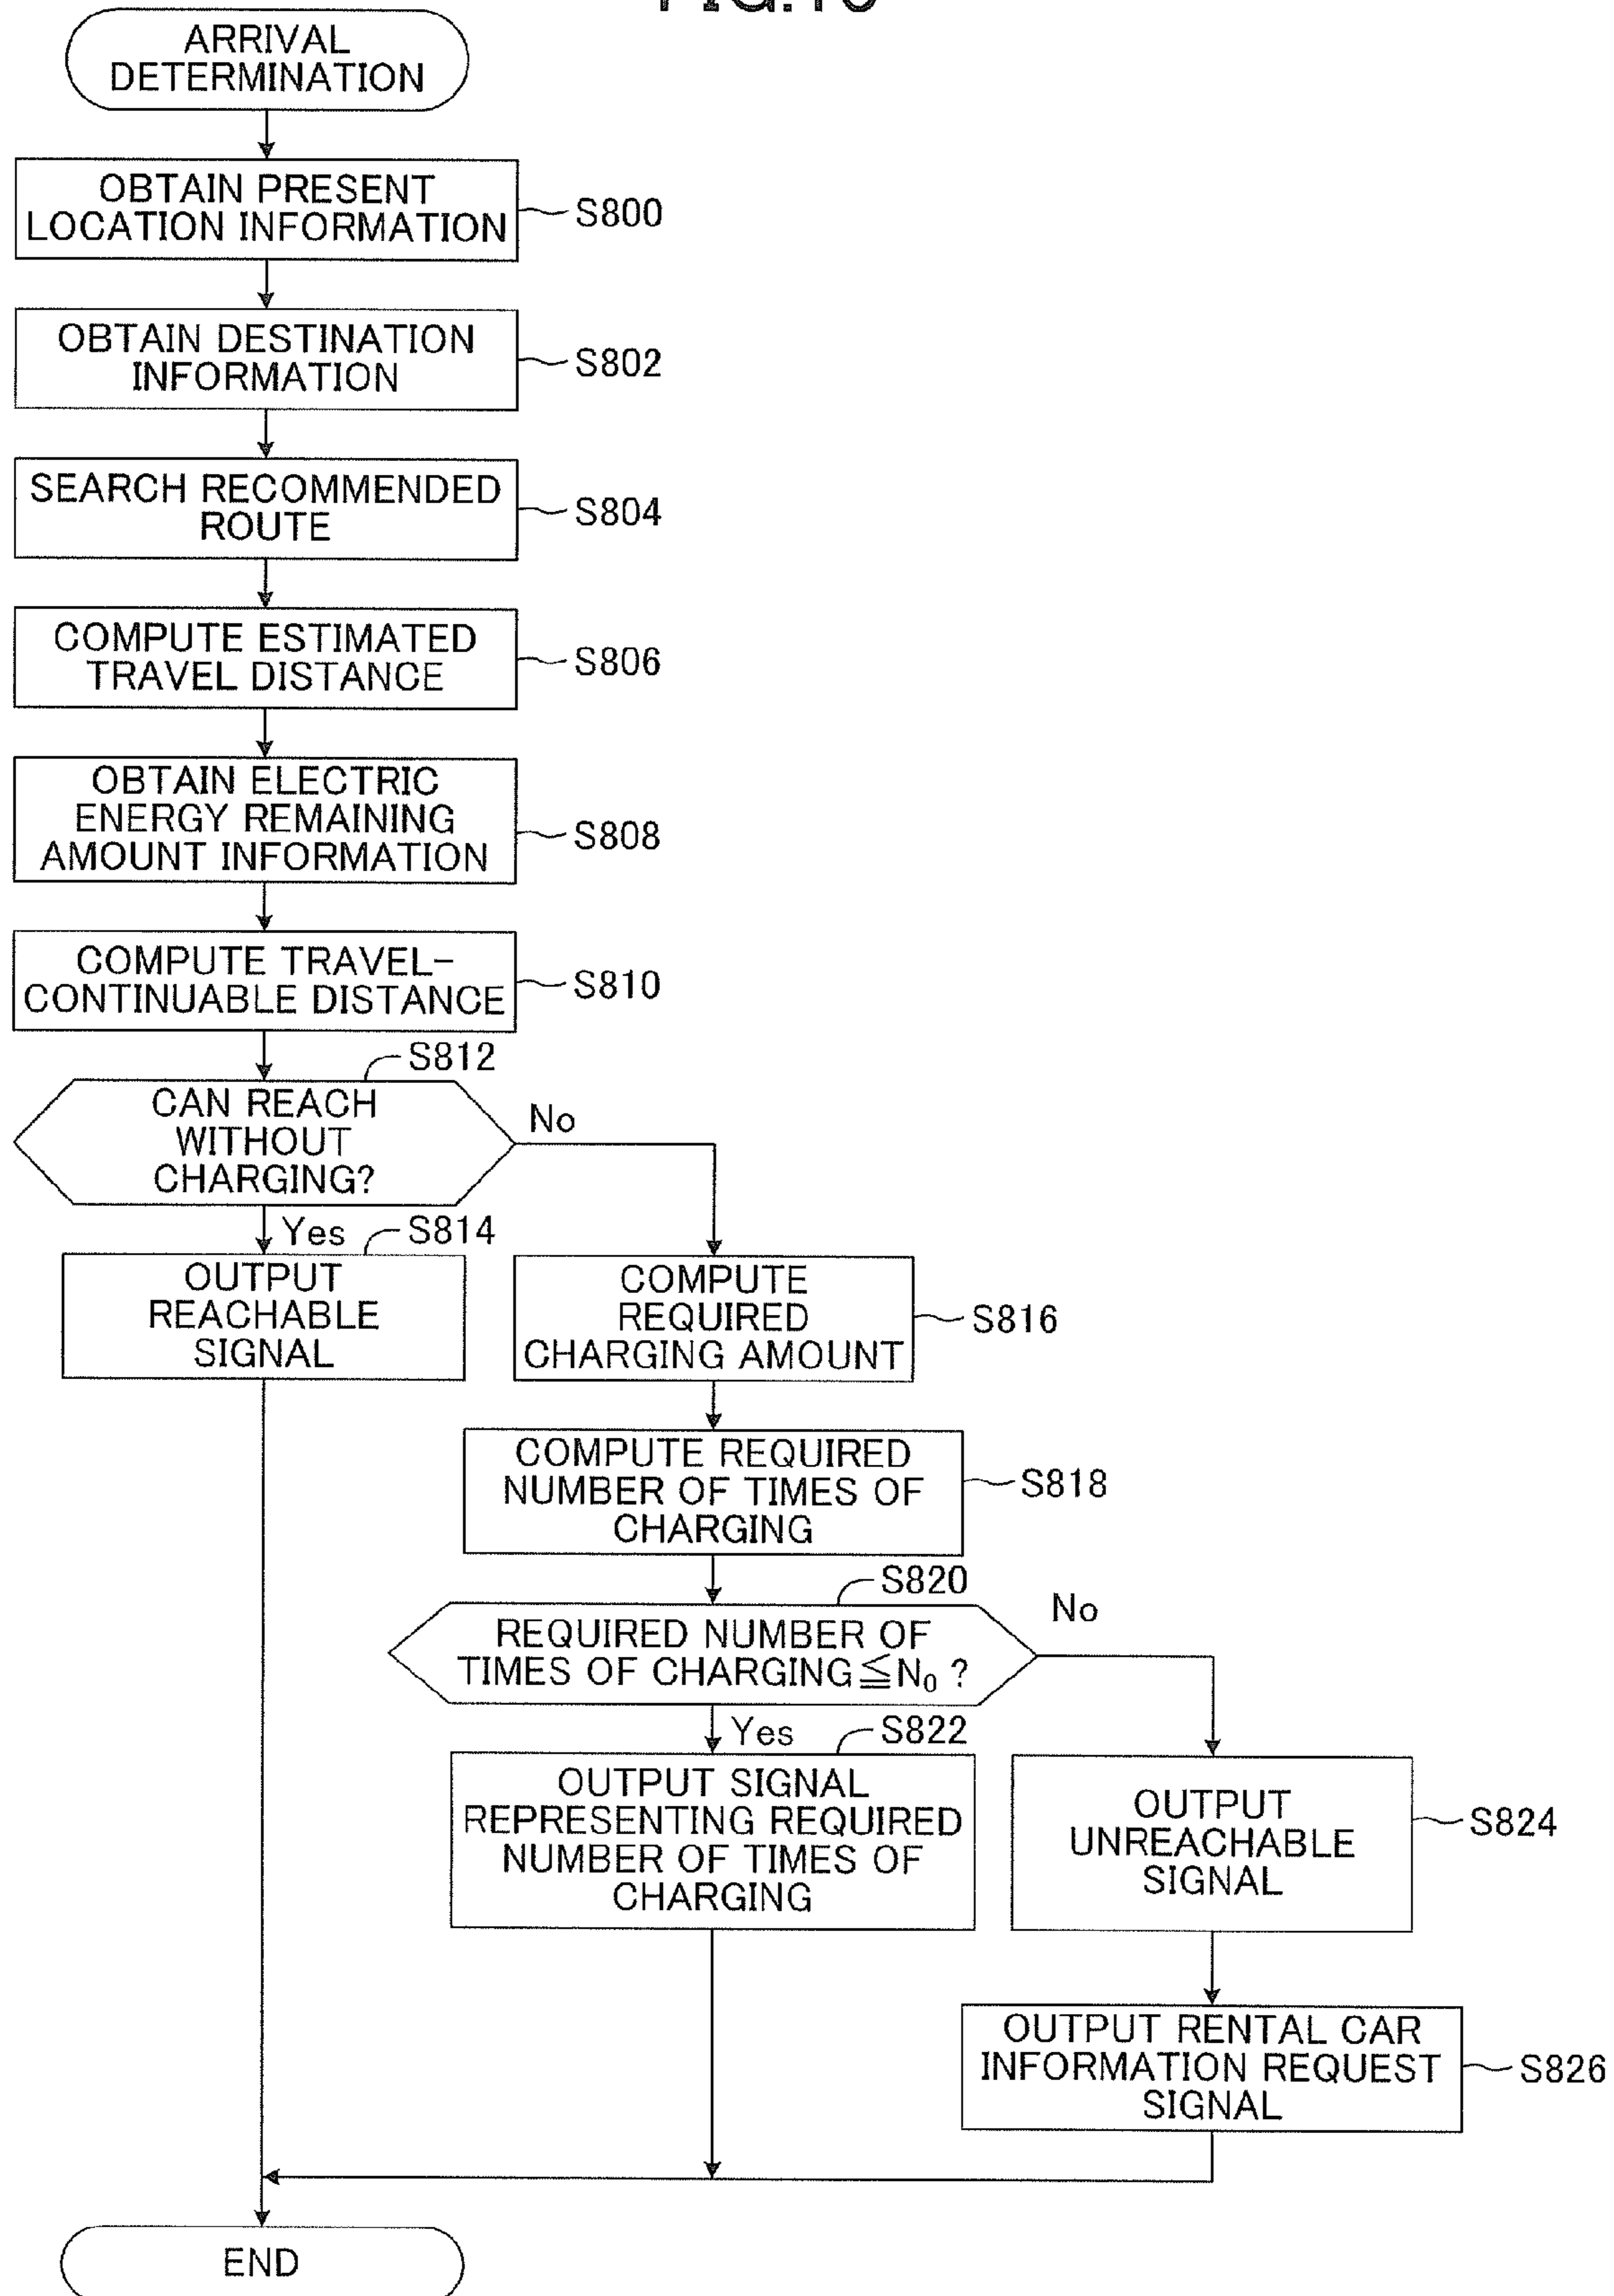 ARRIVAL
DETERMINATION
OBTAIN PRESENT
LOCATION INFORMATION
S800
OBTAIN DESTINATION
INFORMATION
S802
SEARCH RECOMMENDED
ROUTE
S804
COMPUTE ESTIMATED
TRAVEL DISTANCE
S806
OBTAIN ELECTRIC
ENERGY REMAINING
AMOUNT INFORMATION
S808
COMPUTE TRAVEL-
CONTINUABLE DISTANCE
S810
S812
CAN REACH
WITHOUT
CHARGING?
No
Yes
S814
OUTPUT
REACHABLE
SIGNAL
COMPUTE
REQUIRED
CHARGING AMOUNT
S816
COMPUTE REQUIRED
NUMBER OF TIMES OF
CHARGING
S818
S820
REQUIRED NUMBER OF
TIMES OF CHARGING≦N₀ ?
No
Yes
S822
OUTPUT SIGNAL
REPRESENTING REQUIRED
NUMBER OF TIMES OF
CHARGING
OUTPUT
UNREACHABLE
SIGNAL
S824
OUTPUT RENTAL CAR
INFORMATION REQUEST
SIGNAL
S826
END